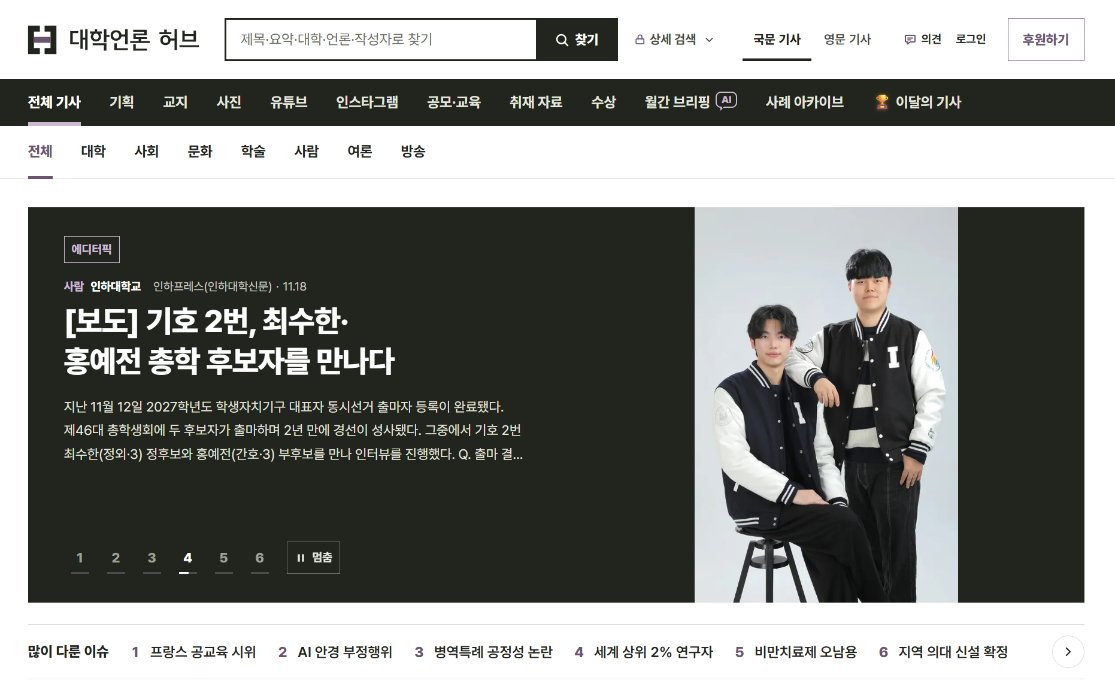 대학언론 허브
제목·요약·대학·언론·작성자로 찾기
찾기
상세 검색
국문 기사
영문 기사
의견
로그인
후원하기
전체 기사
기획
교지
사진
유튜브
인스타그램
공모·교육
취재 자료
수상
월간 브리핑 AI
사례 아카이브
이달의 기사
전체
대학
사회
문화
학술
사람
여론
방송
에디터픽
사람 인하대학교 인하프레스(인하대학신문) · 11.18
[보도] 기호 2번, 최수한·
홍예전 총학 후보자를 만나다
지난 11월 12일 2027학년도 학생자치기구 대표자 동시선거 출마자 등록이 완료됐다.
제46대 총학생회에 두 후보자가 출마하며 2년 만에 경선이 성사됐다. 그중에서 기호 2번
최수한(정외·3) 정후보와 홍예전(간호·3) 부후보를 만나 인터뷰를 진행했다. Q. 출마 결...
1 2 3 4 5 6 멈춤
I
I
많이 다룬 이슈
1 프랑스 공교육 시위
2 AI 안경 부정행위
3 병역특례 공정성 논란
4 세계 상위 2% 연구자
5 비만치료제 오남용
6 지역 의대 신설 확정